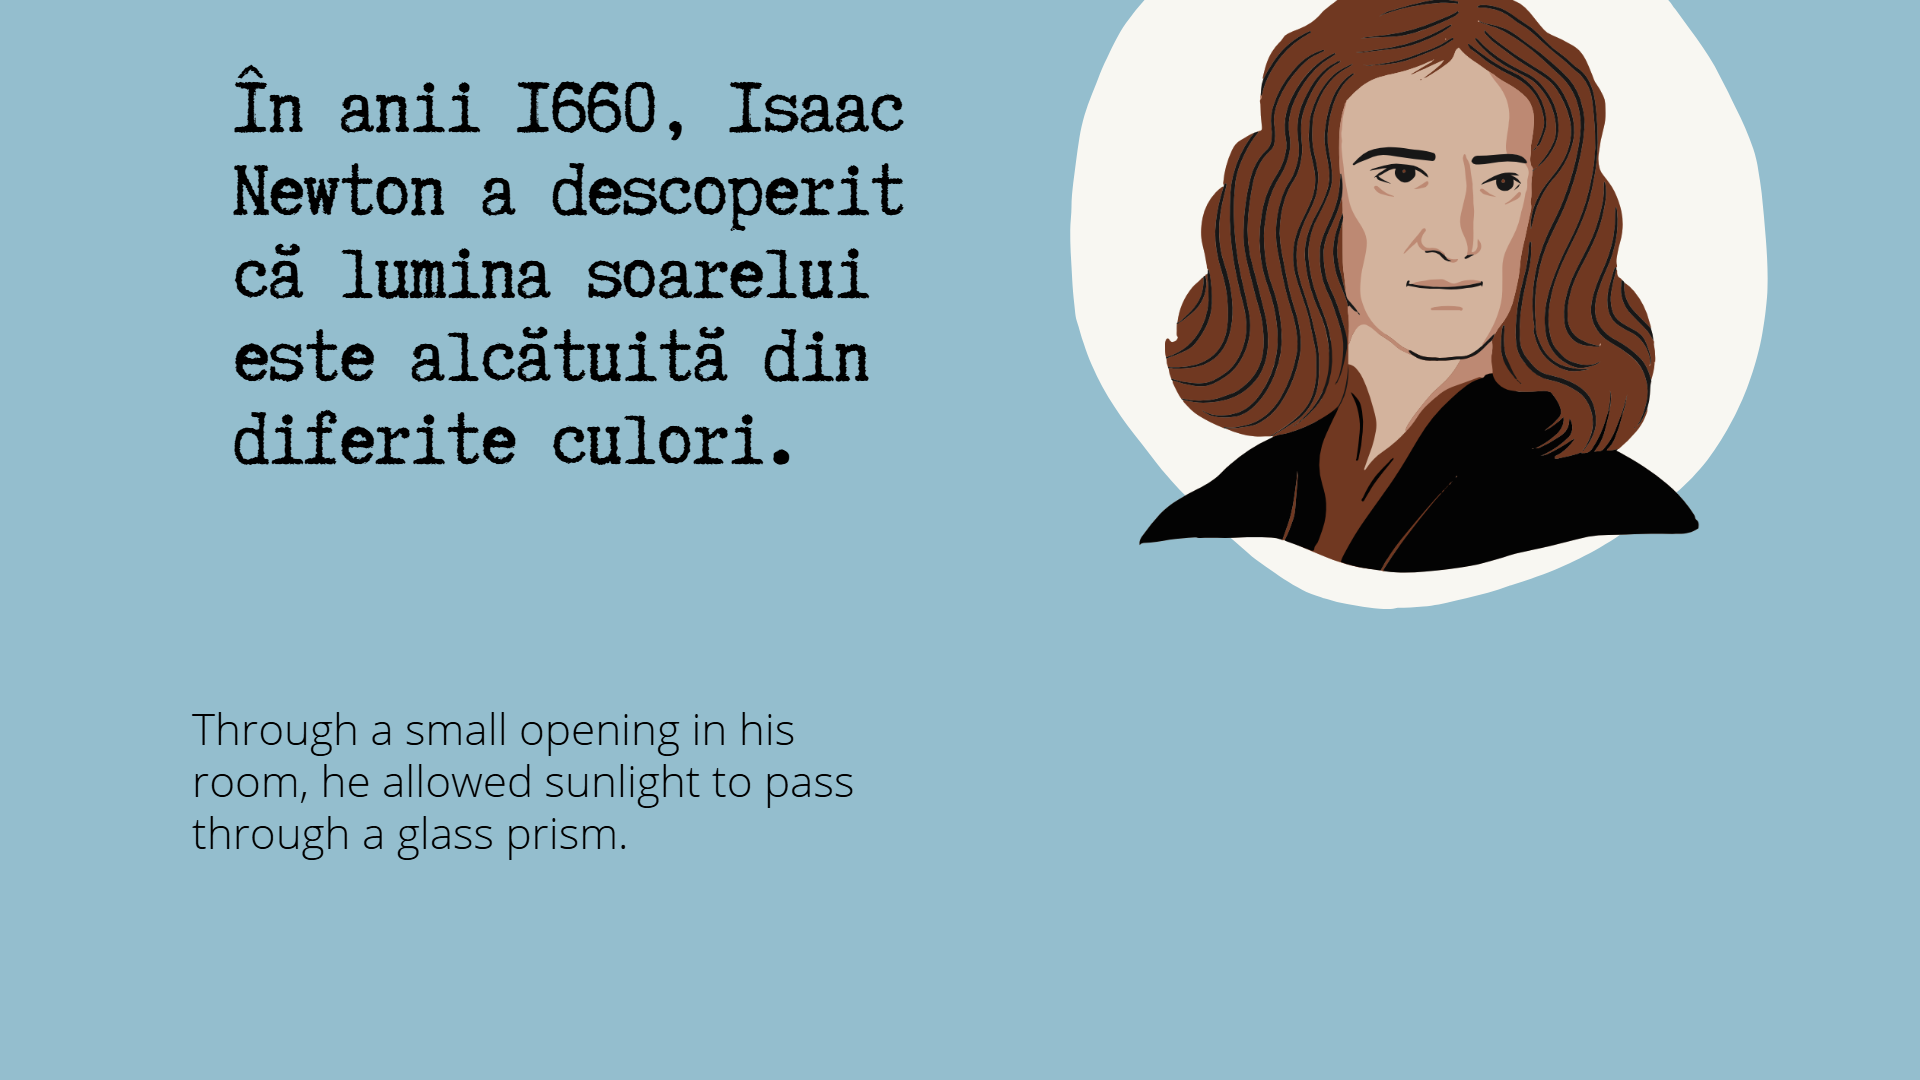 În anii 1660, Isaac
Newton a descoperit
că lumina soarelui
este alcătuită din
diferite culori.
Through a small opening in his
room, he allowed sunlight to pass
through a glass prism.